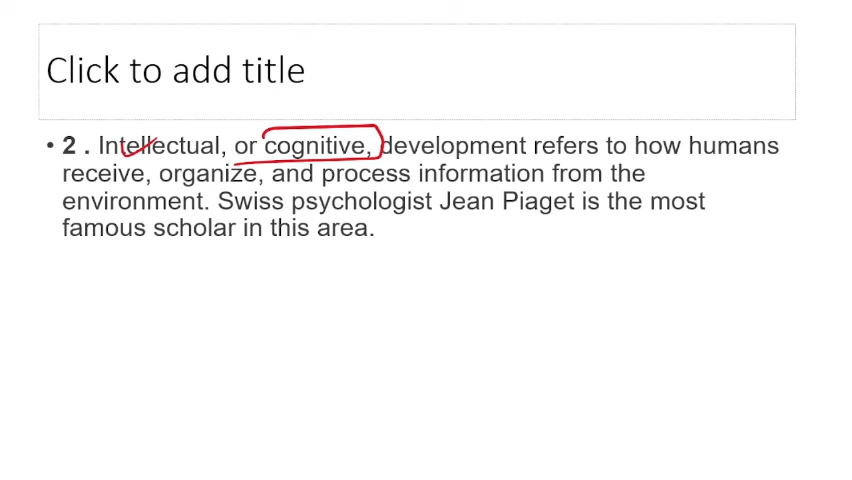 Click to add title
• 2 . Intellectual, or cognitive, development refers to how humans
receive, organize, and process information from the
environment. Swiss psychologist Jean Piaget is the most
famous scholar in this area.